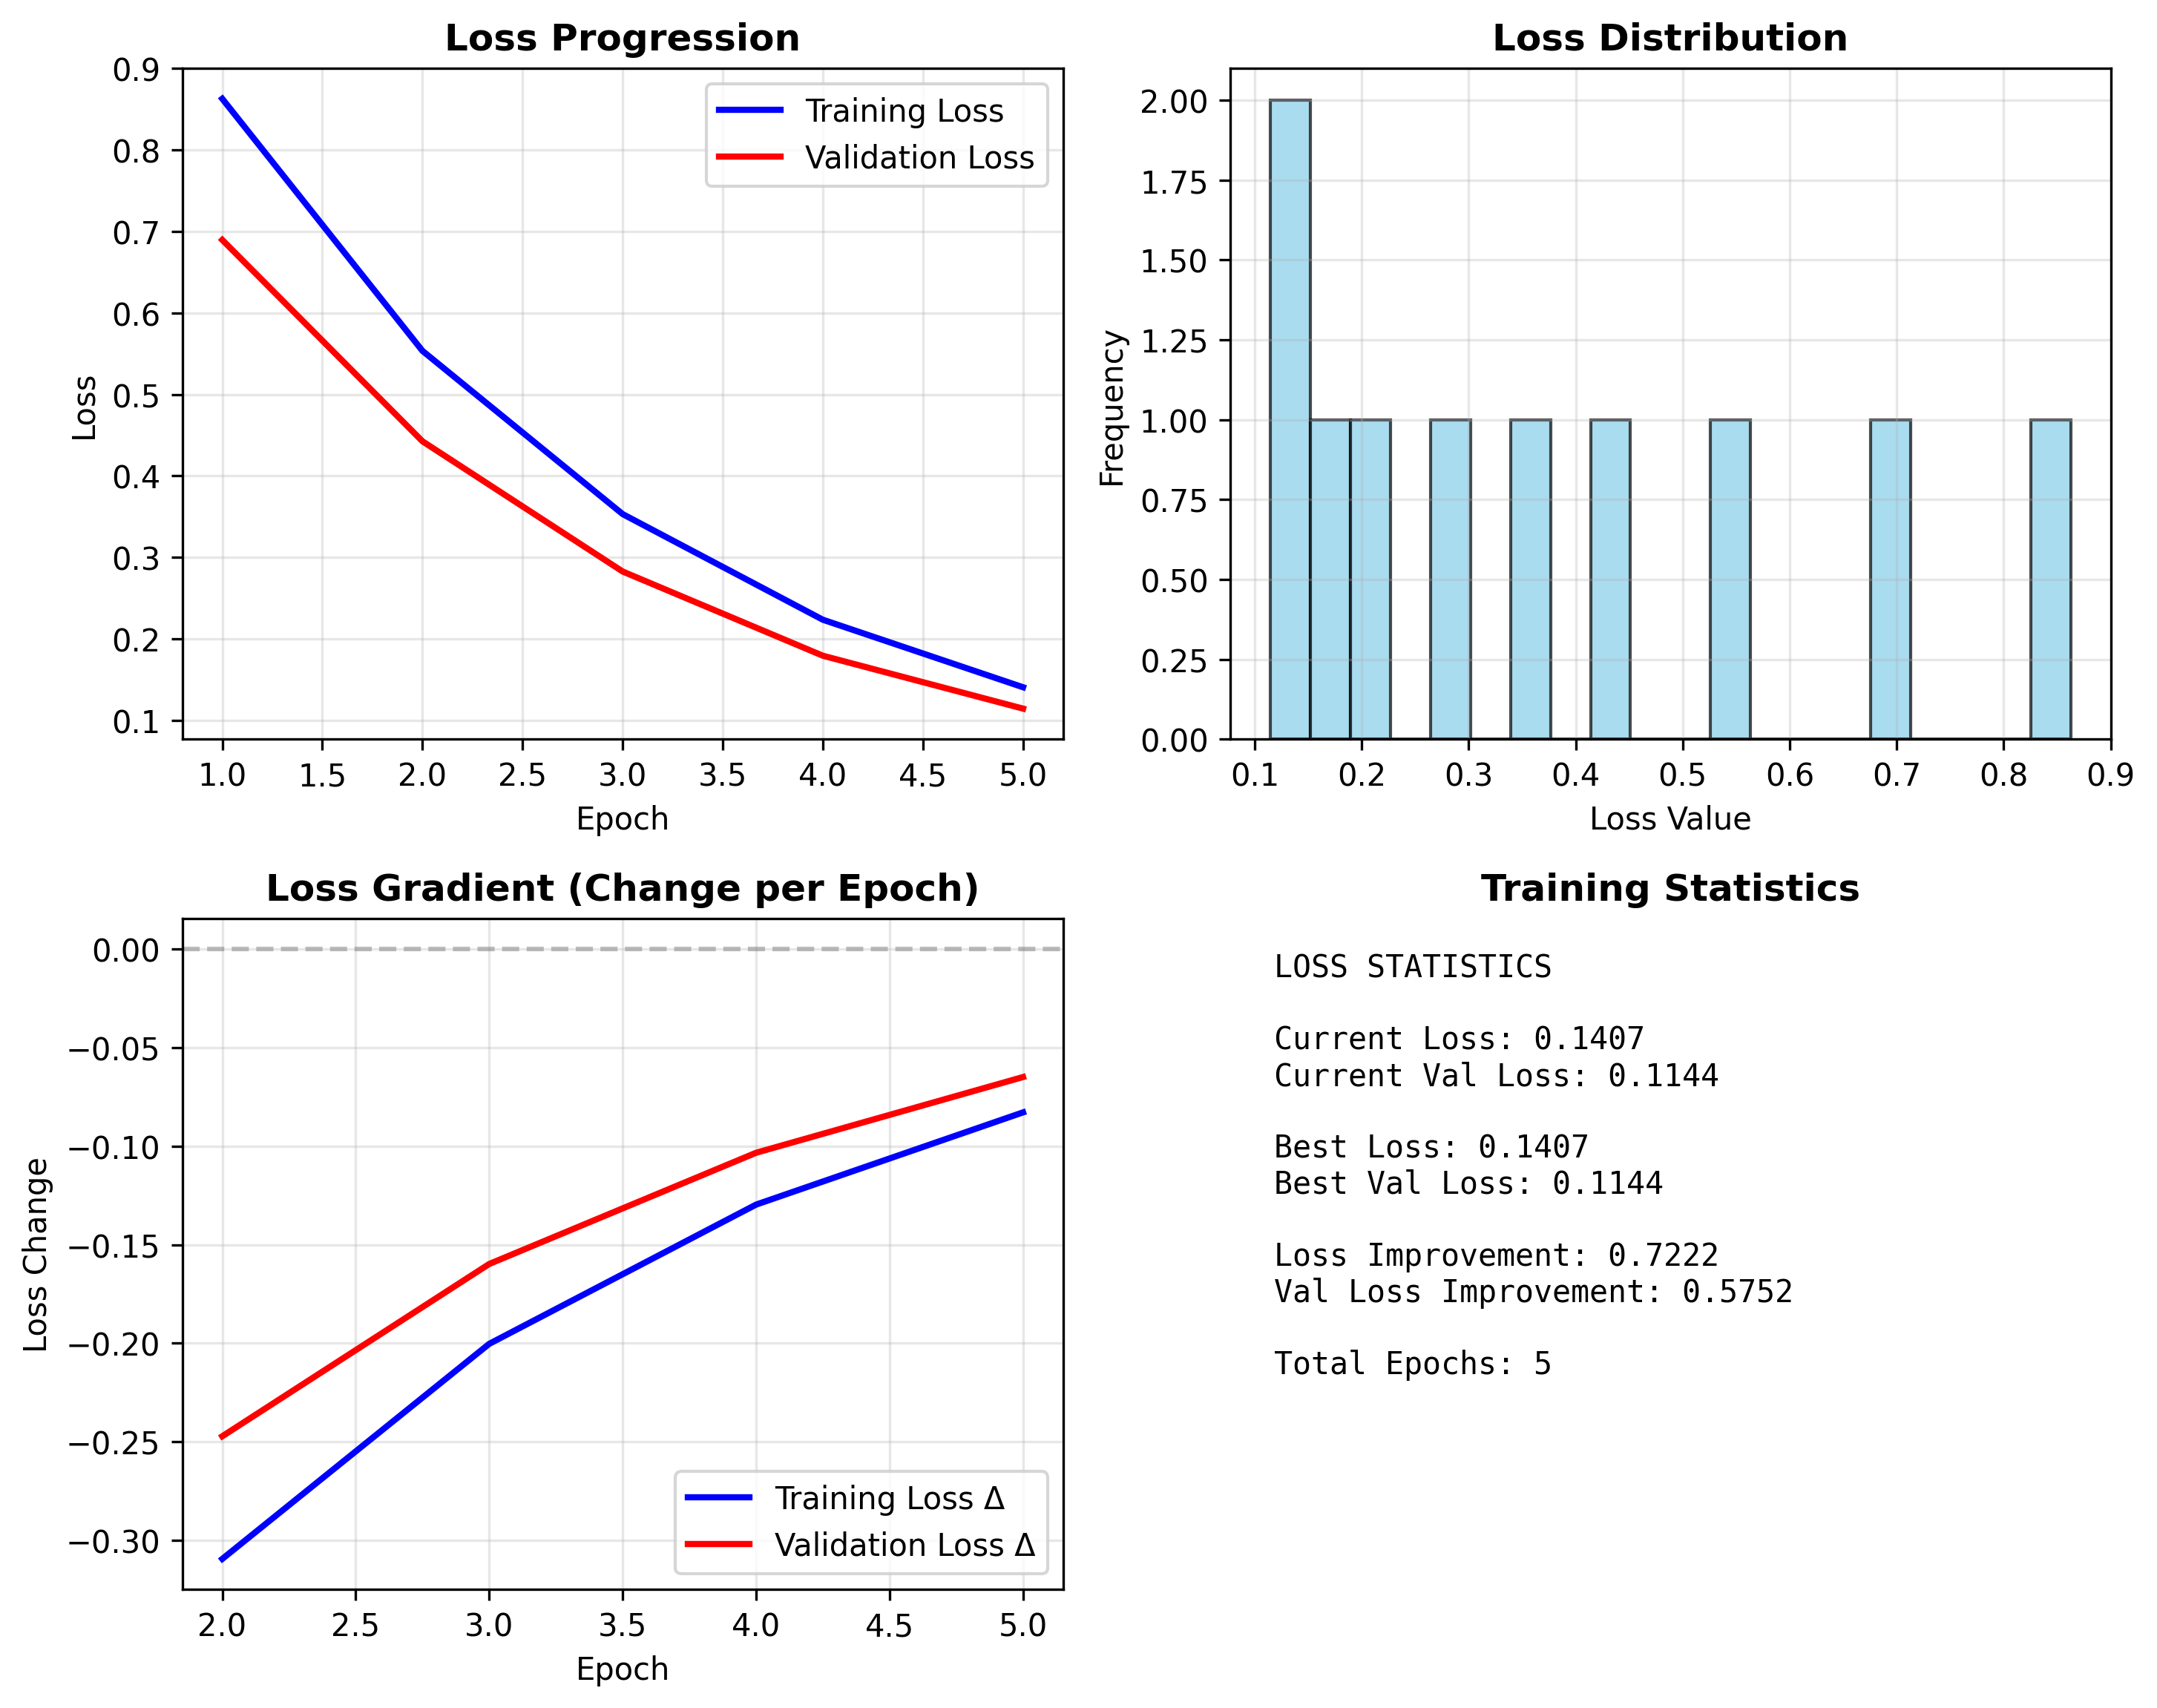 Loss Progression
0.9
0.8
0.7
0.6
0.5
0.4
0.3
0.2
0.1
Loss
Training Loss
Validation Loss
1.0 1.5 2.0 2.5 3.0 3.5 4.0 4.5 5.0
Epoch
Loss Distribution
2.00
1.75
1.50
1.25
1.00
0.75
0.50
0.25
0.00
Frequency
0.1 0.2 0.3 0.4 0.5 0.6 0.7 0.8 0.9
Loss Value
Loss Gradient (Change per Epoch)
0.00
−0.05
−0.10
−0.15
−0.20
−0.25
−0.30
Loss Change
Training Loss Δ
Validation Loss Δ
2.0 2.5 3.0 3.5 4.0 4.5 5.0
Epoch
Training Statistics
LOSS STATISTICS
Current Loss: 0.1407
Current Val Loss: 0.1144
Best Loss: 0.1407
Best Val Loss: 0.1144
Loss Improvement: 0.7222
Val Loss Improvement: 0.5752
Total Epochs: 5